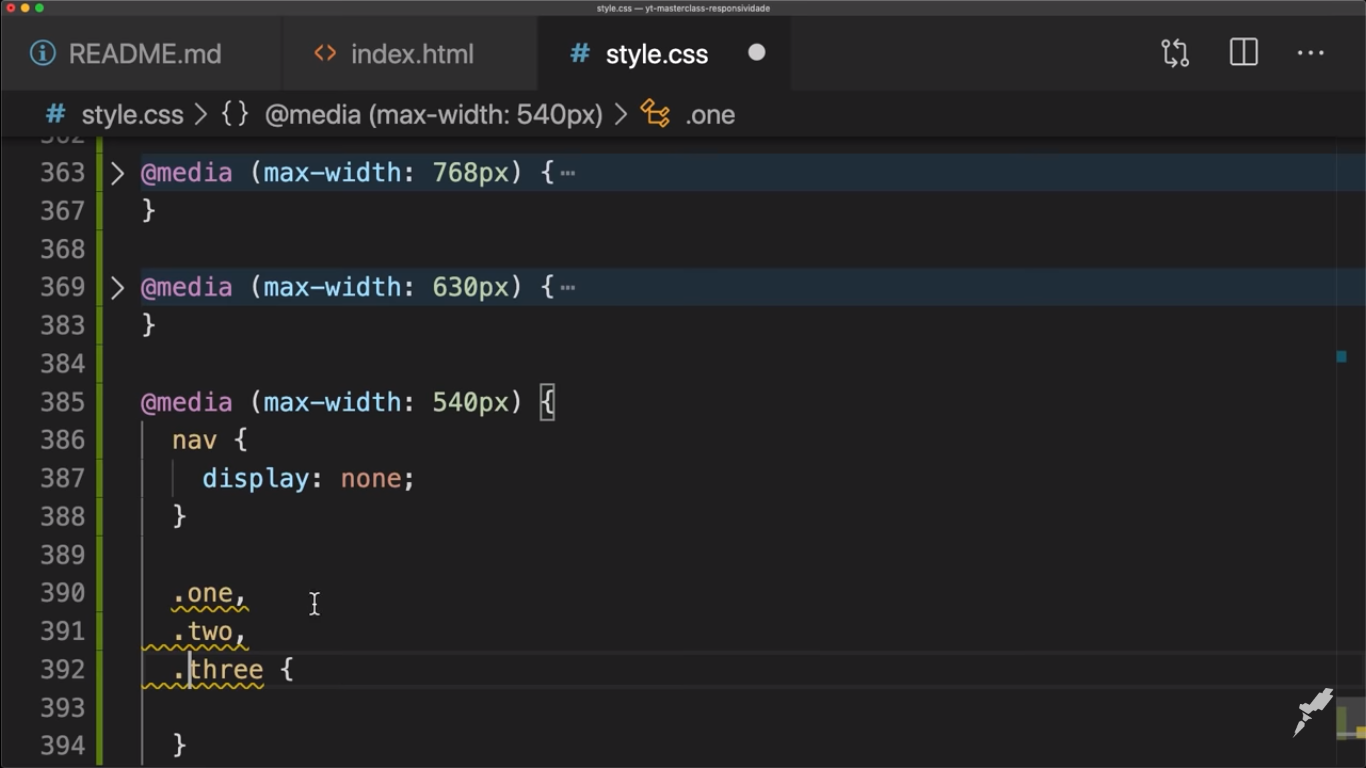 style.css — yt-masterclass-responsividade
README.md
index.html
style.css
style.css > {} @media (max-width: 540px) > .one
362
363 > @media (max-width: 768px) { ⋯
367 }
368
369 > @media (max-width: 630px) { ⋯
383 }
384
385 @media (max-width: 540px) {
386 nav {
387 display: none;
388 }
389
390 .one,
391 .two,
392 .three {
393
394 }